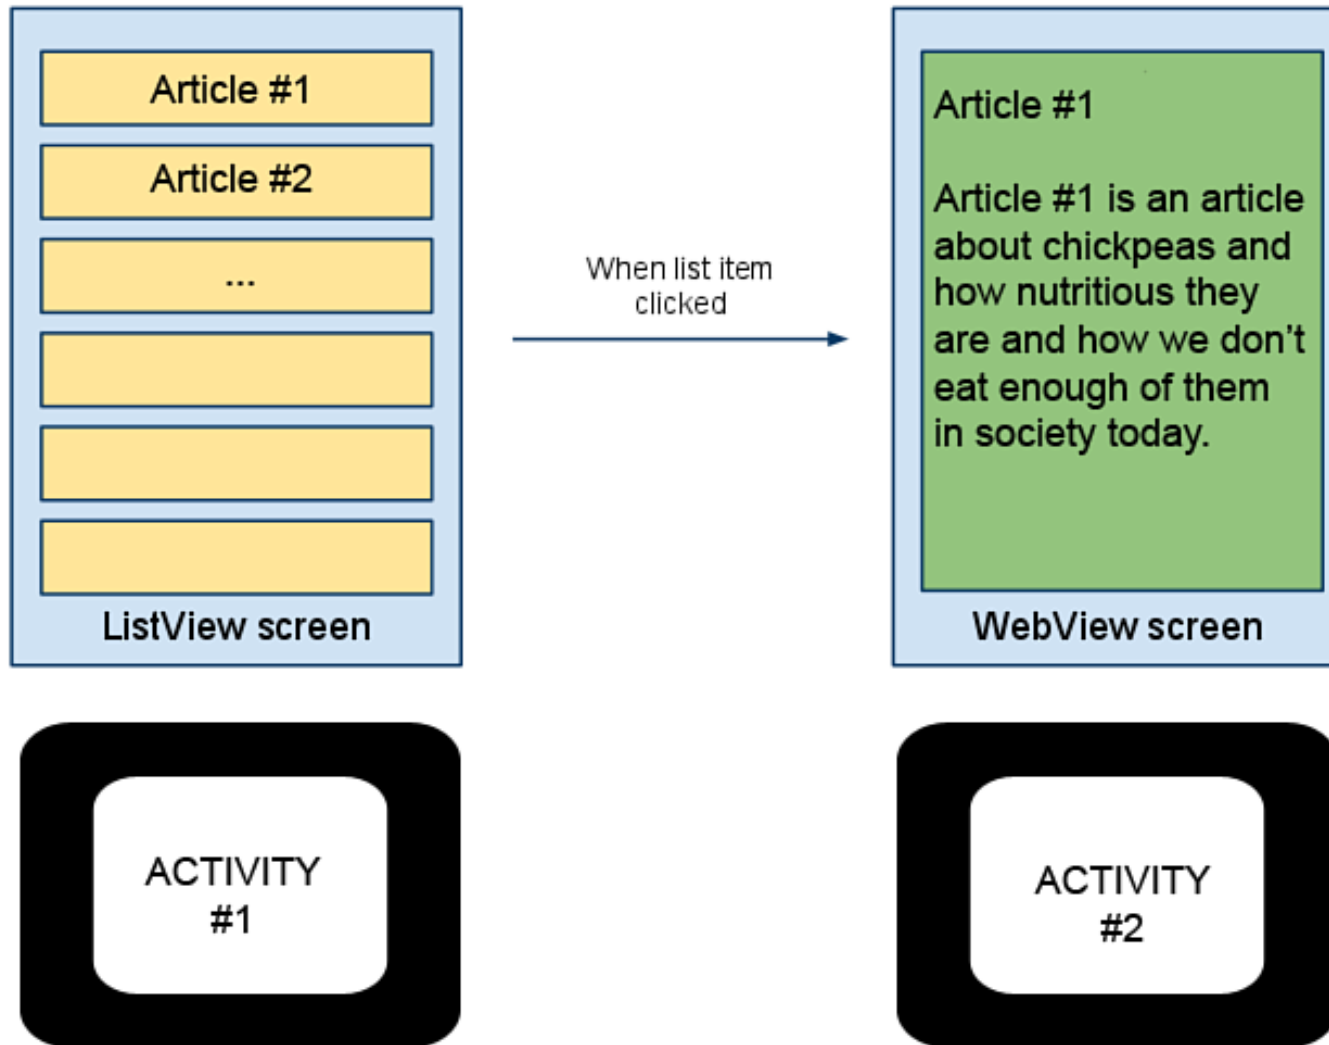 Article #1
Article #2
...
ListView screen
When list item
clicked
Article #1
Article #1 is an article
about chickpeas and
how nutritious they
are and how we don't
eat enough of them
in society today.
WebView screen
ACTIVITY
#1
ACTIVITY
#2